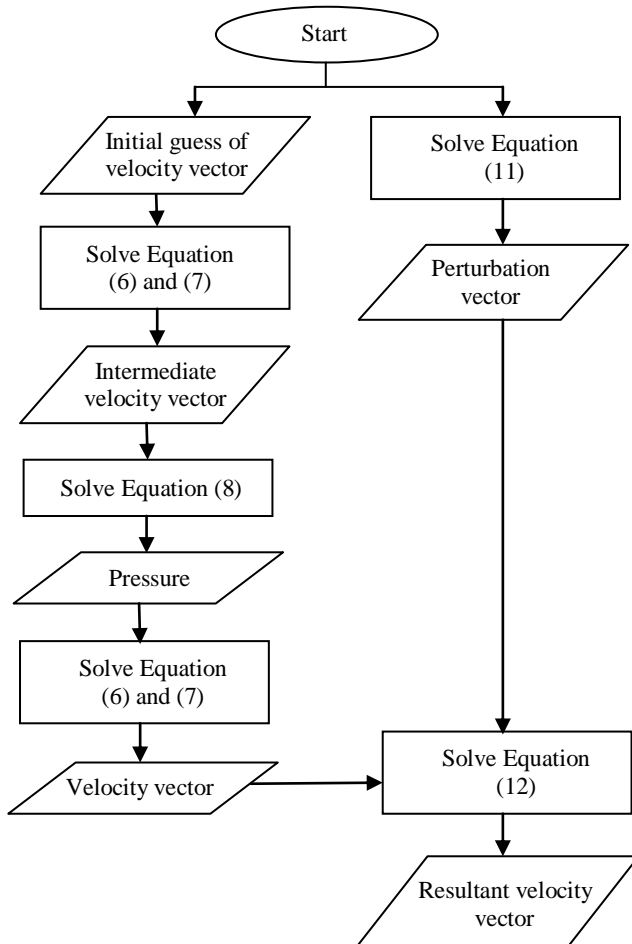 Start
Initial guess of
velocity vector
Solve Equation
(6) and (7)
Intermediate
velocity vector
Solve Equation (8)
Pressure
Solve Equation
(6) and (7)
Velocity vector
Solve Equation
(11)
Perturbation
vector
Solve Equation
(12)
Resultant velocity
vector